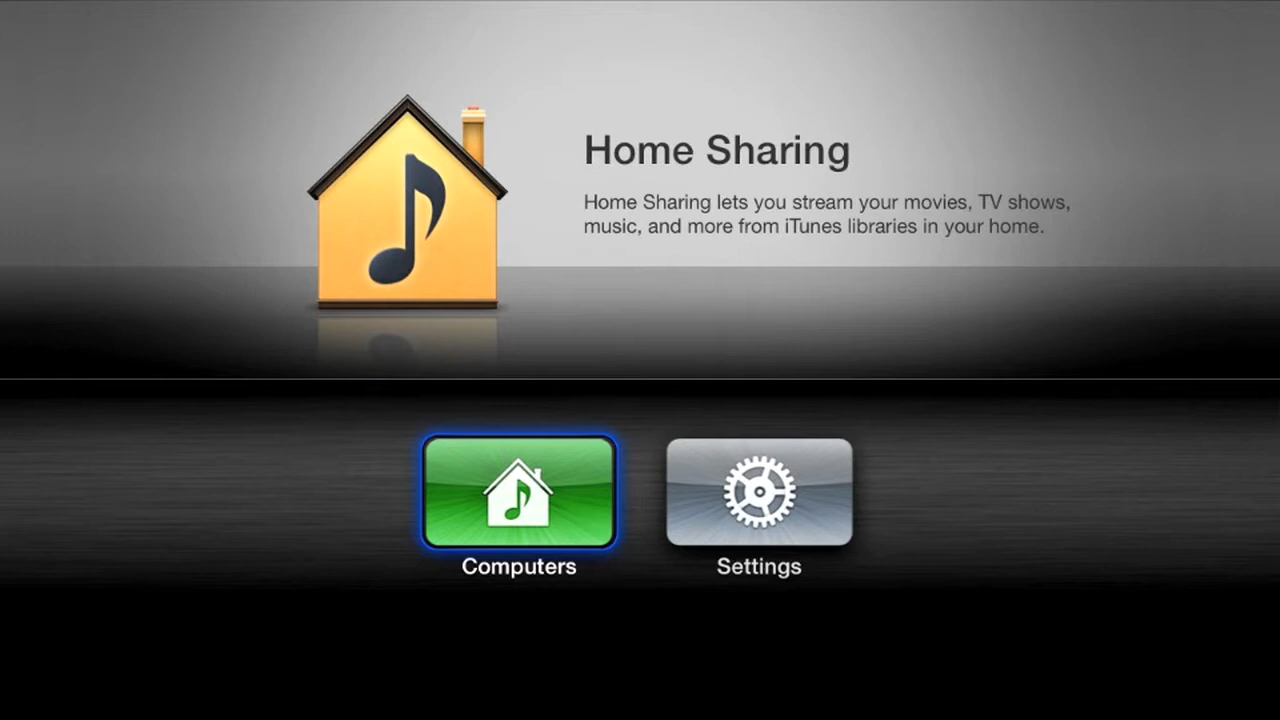 Home Sharing
Home Sharing lets you stream your movies, TV shows,
music, and more from iTunes libraries in your home.
Computers
Settings